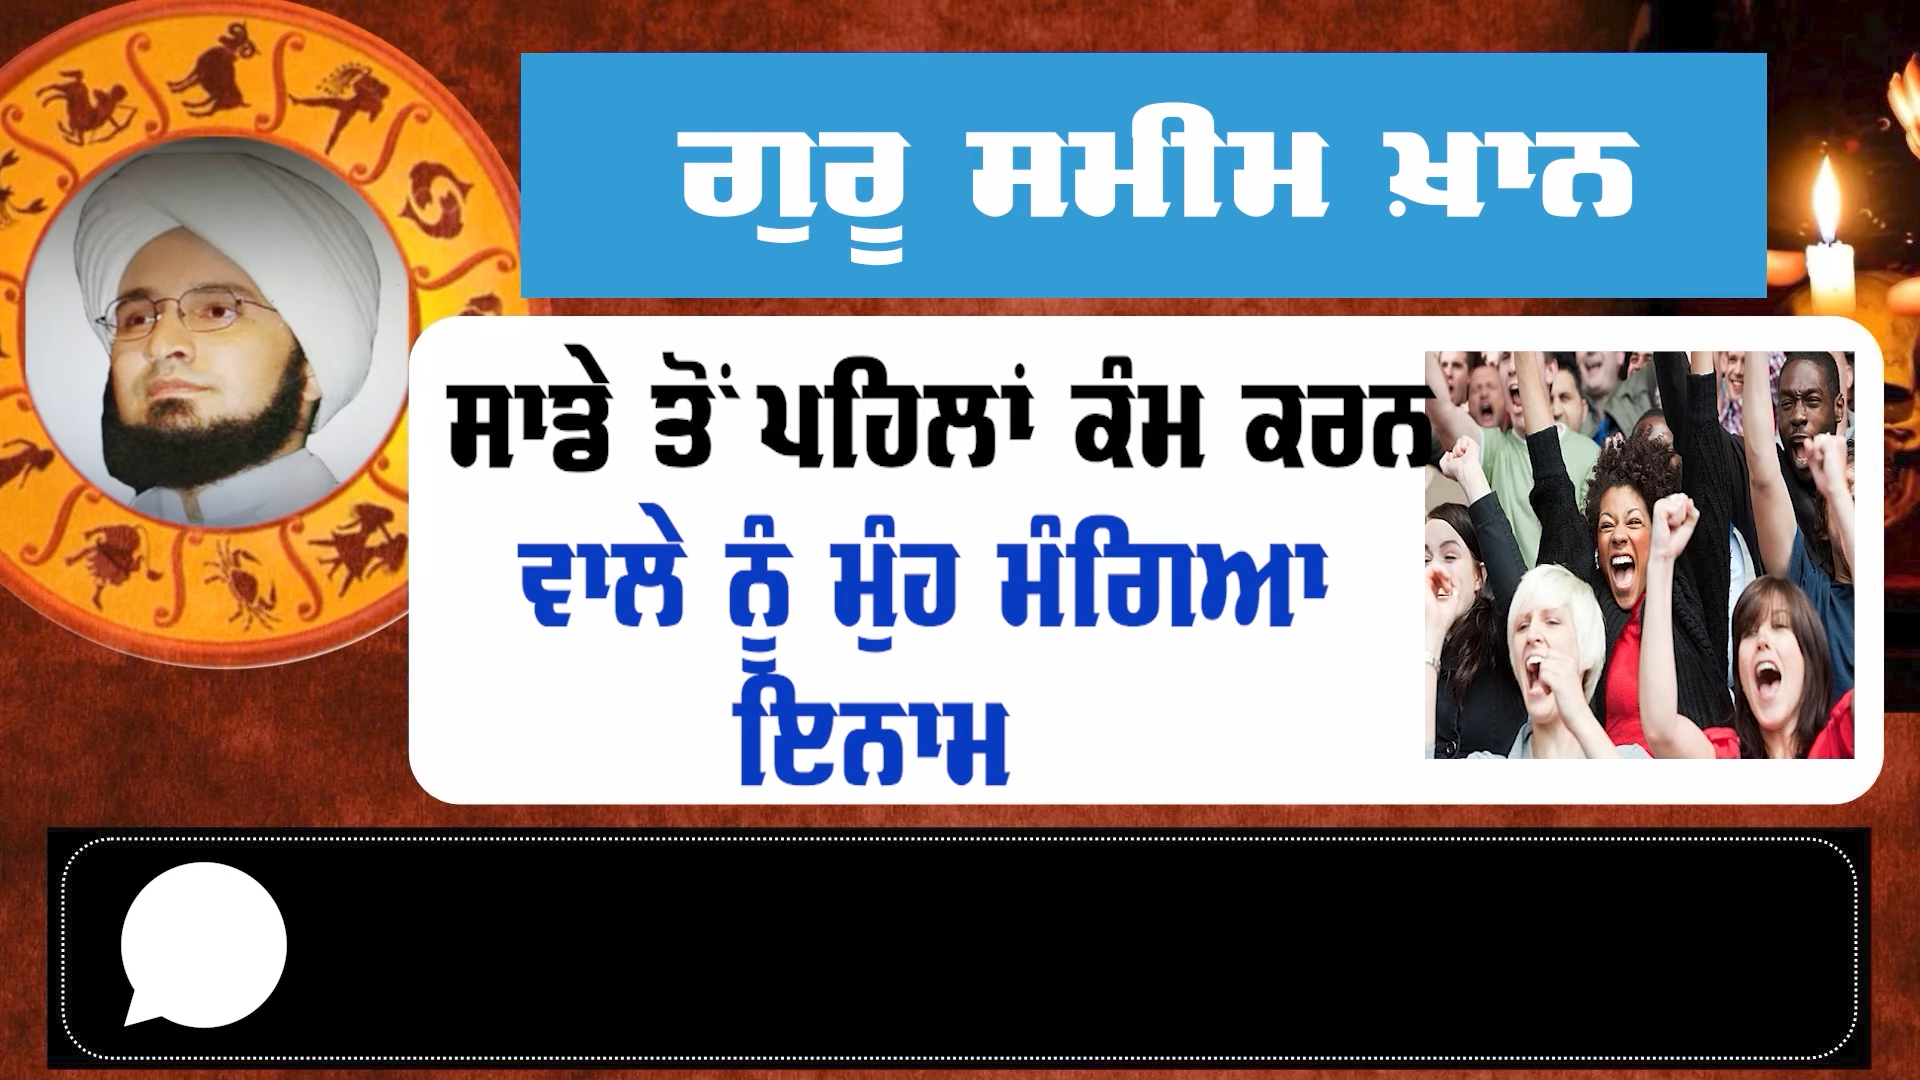 ਗੁਰੂ ਸਮੀਮ ਖ਼ਾਨ
ਸਾਡੇ ਤੋਂ ਪਹਿਲਾਂ ਕੰਮ ਕਰਨ
ਵਾਲੇ ਨੂੰ ਮੁੰਹ ਮੰਗਿਆ
ਇਨਾਮ